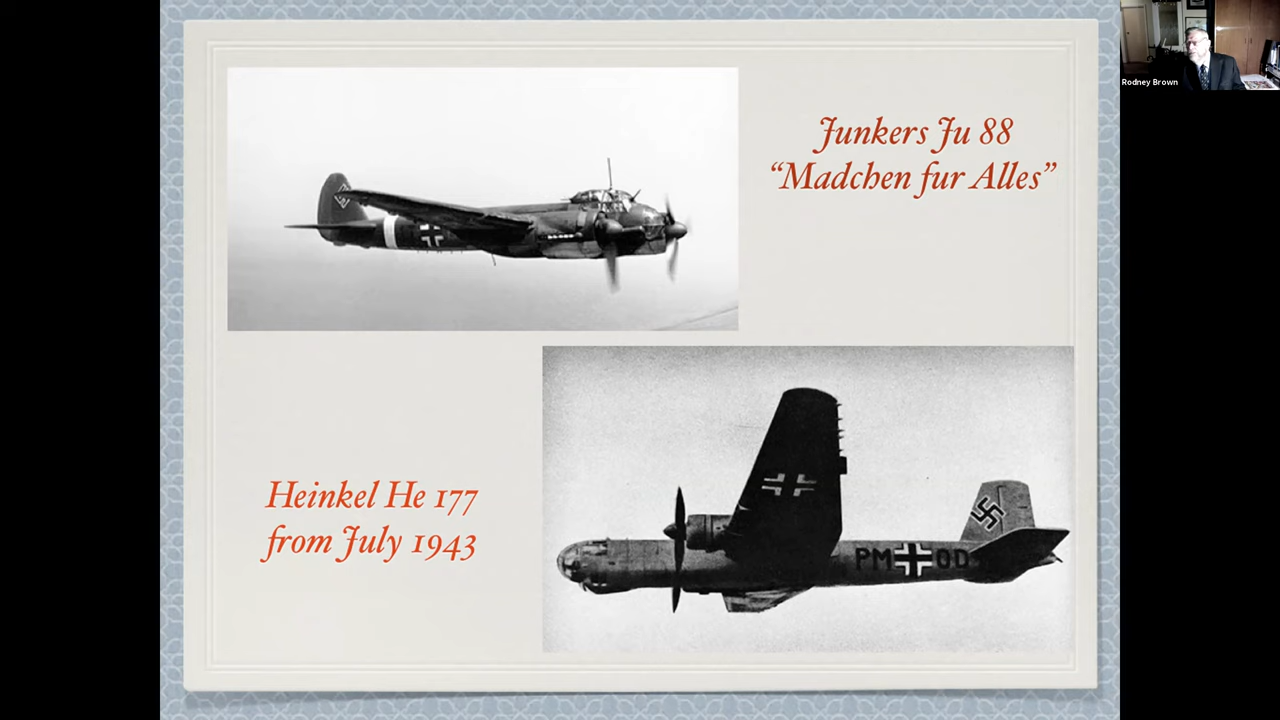 Rodney Brown
Junkers Ju 88
“Madchen fur Alles”
Heinkel He 177
from July 1943
PM OD